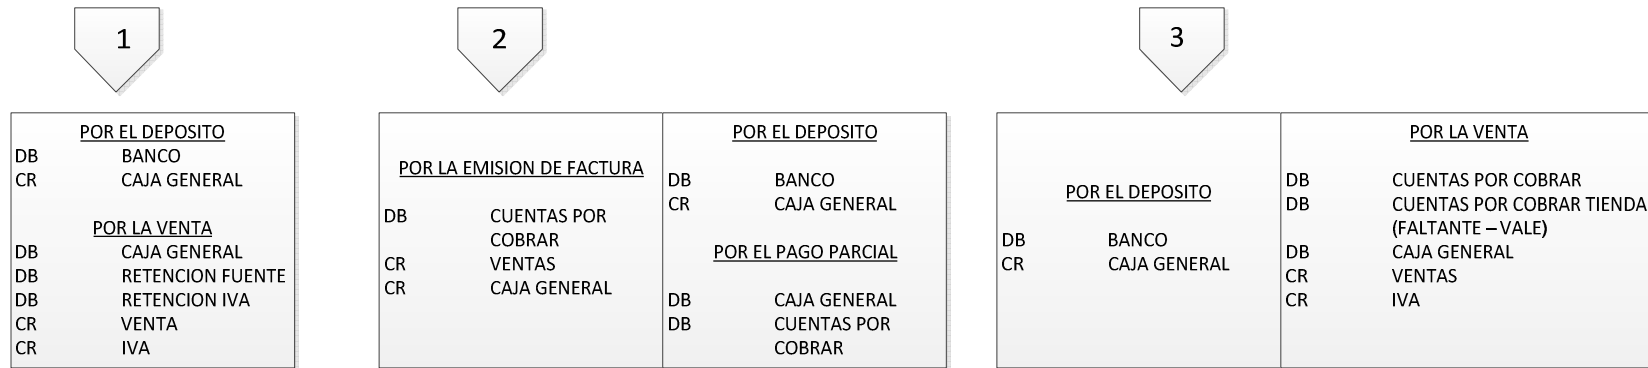 1
POR EL DEPOSITO
DB BANCO
CR CAJA GENERAL
POR LA VENTA
DB CAJA GENERAL
DB RETENCION FUENTE
DB RETENCION IVA
CR VENTA
CR IVA
2
POR LA EMISION DE FACTURA
DB CUENTAS POR
COBRAR
CR VENTAS
CR CAJA GENERAL
POR EL DEPOSITO
DB BANCO
CR CAJA GENERAL
POR EL PAGO PARCIAL
DB CAJA GENERAL
DB CUENTAS POR
COBRAR
3
POR EL DEPOSITO
DB BANCO
CR CAJA GENERAL
POR LA VENTA
DB CUENTAS POR COBRAR
DB CUENTAS POR COBRAR TIENDA
(FALTANTE – VALE)
DB CAJA GENERAL
CR VENTAS
CR IVA